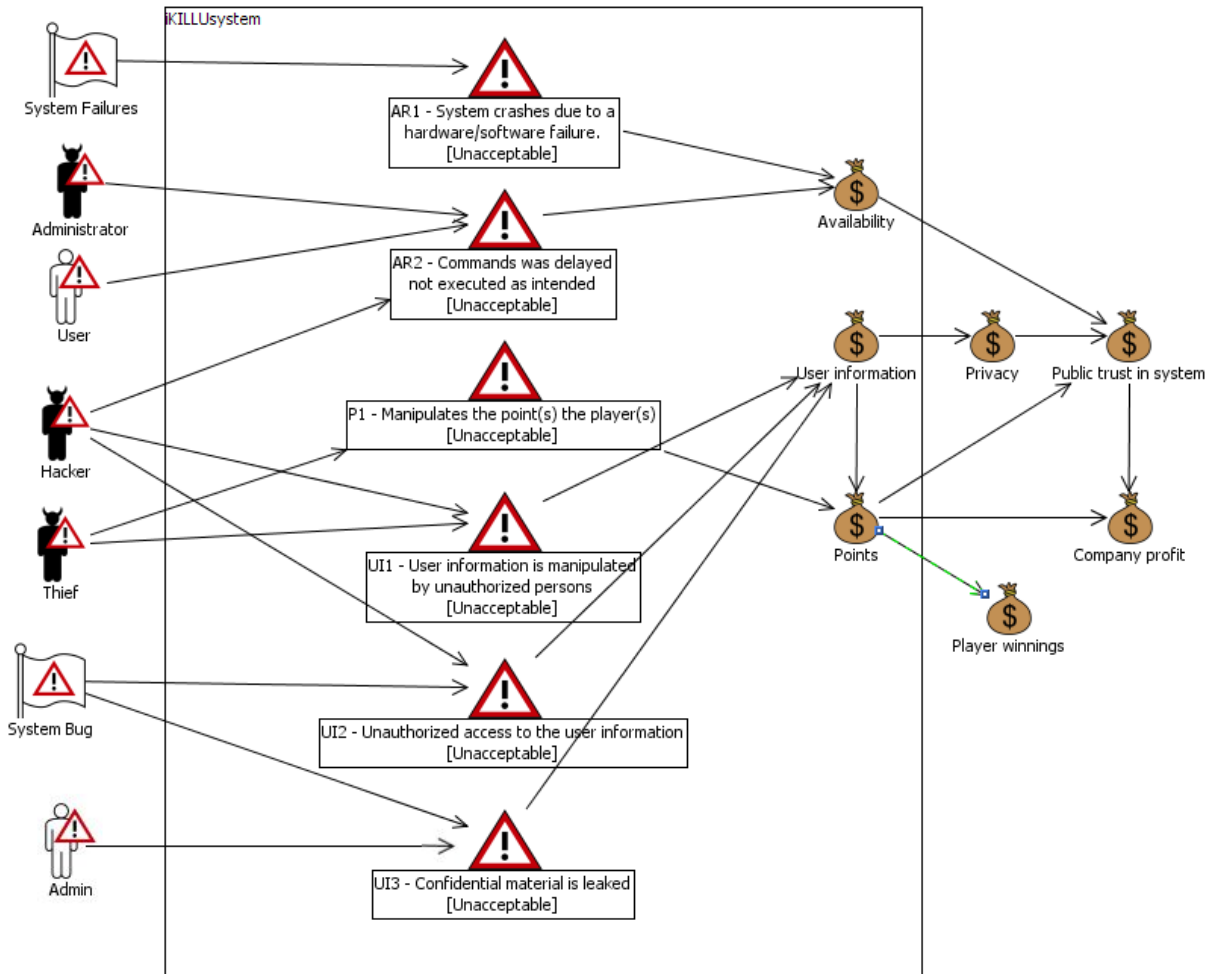 iKILLUsystem
System Failures
AR1 - System crashes due to a
hardware/software failure.
[Unacceptable]
Administrator
Availability
User
AR2 - Commands was delayed
not executed as intended
[Unacceptable]
User information
Privacy
Public trust in system
Hacker
P1 - Manipulates the point(s) the player(s)
[Unacceptable]
Thief
UI1 - User information is manipulated
by unauthorized persons
[Unacceptable]
Points
Company profit
Player winnings
System Bug
UI2 - Unauthorized access to the user information
[Unacceptable]
Admin
UI3 - Confidential material is leaked
[Unacceptable]